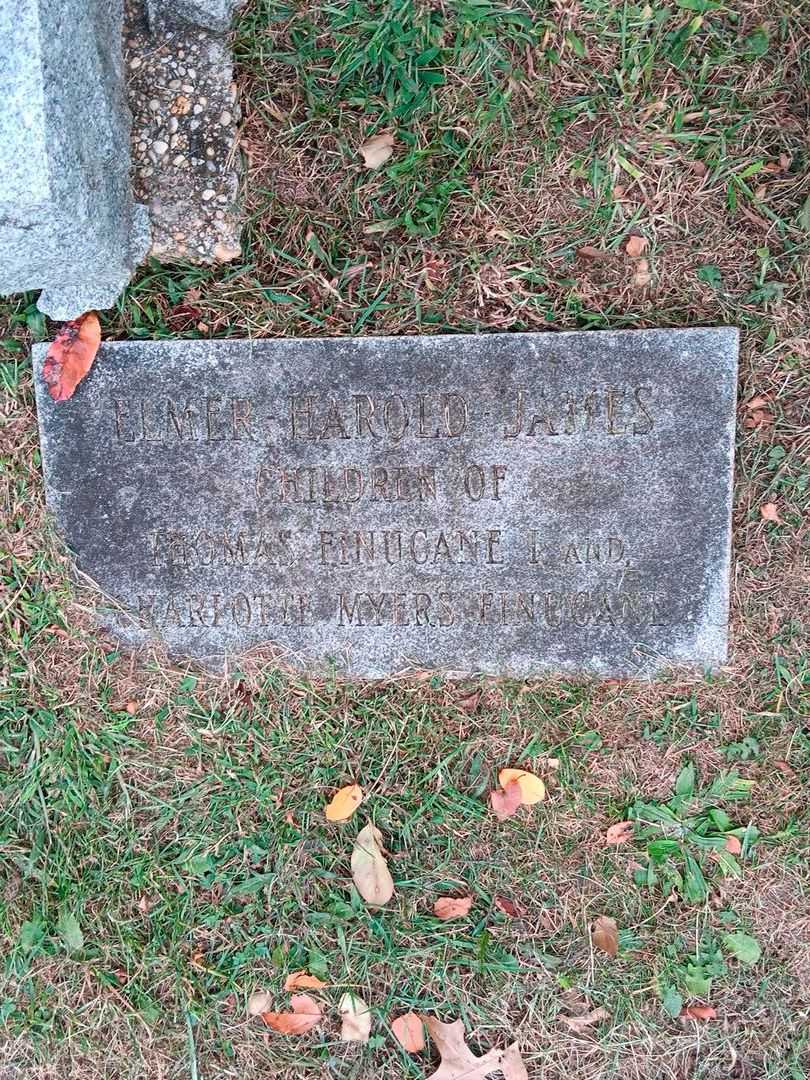 ELMER - HAROLD - JAMES
CHILDREN OF
THOMAS FINUCANE I AND
CHARLOTTE MYERS FINUCANE